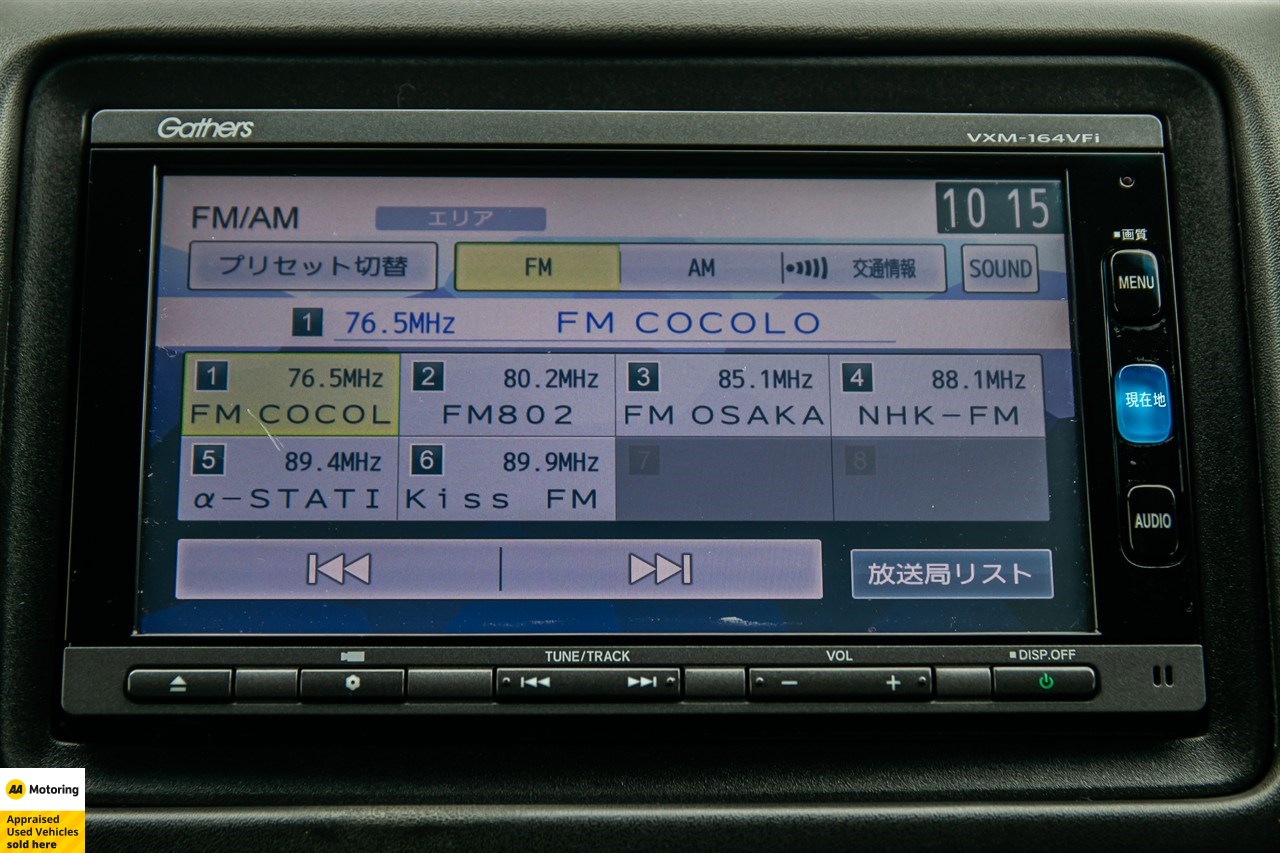 Gathers
VXM-164VFi
FM/AM
エリア
10 15
プリセット切替
FM
AM
交通情報
SOUND
1 76.5MHz FM COCOLO
1 76.5MHz
FM COCOL
2 80.2MHz
FM802
3 85.1MHz
FM OSAKA
4 88.1MHz
NHK-FM
5 89.4MHz
α-STATI
6 89.9MHz
Kiss FM
7
8
放送局リスト
画質
MENU
現在地
AUDIO
TUNE/TRACK
VOL
DISP.OFF
AA Motoring
Appraised
Used Vehicles
sold here